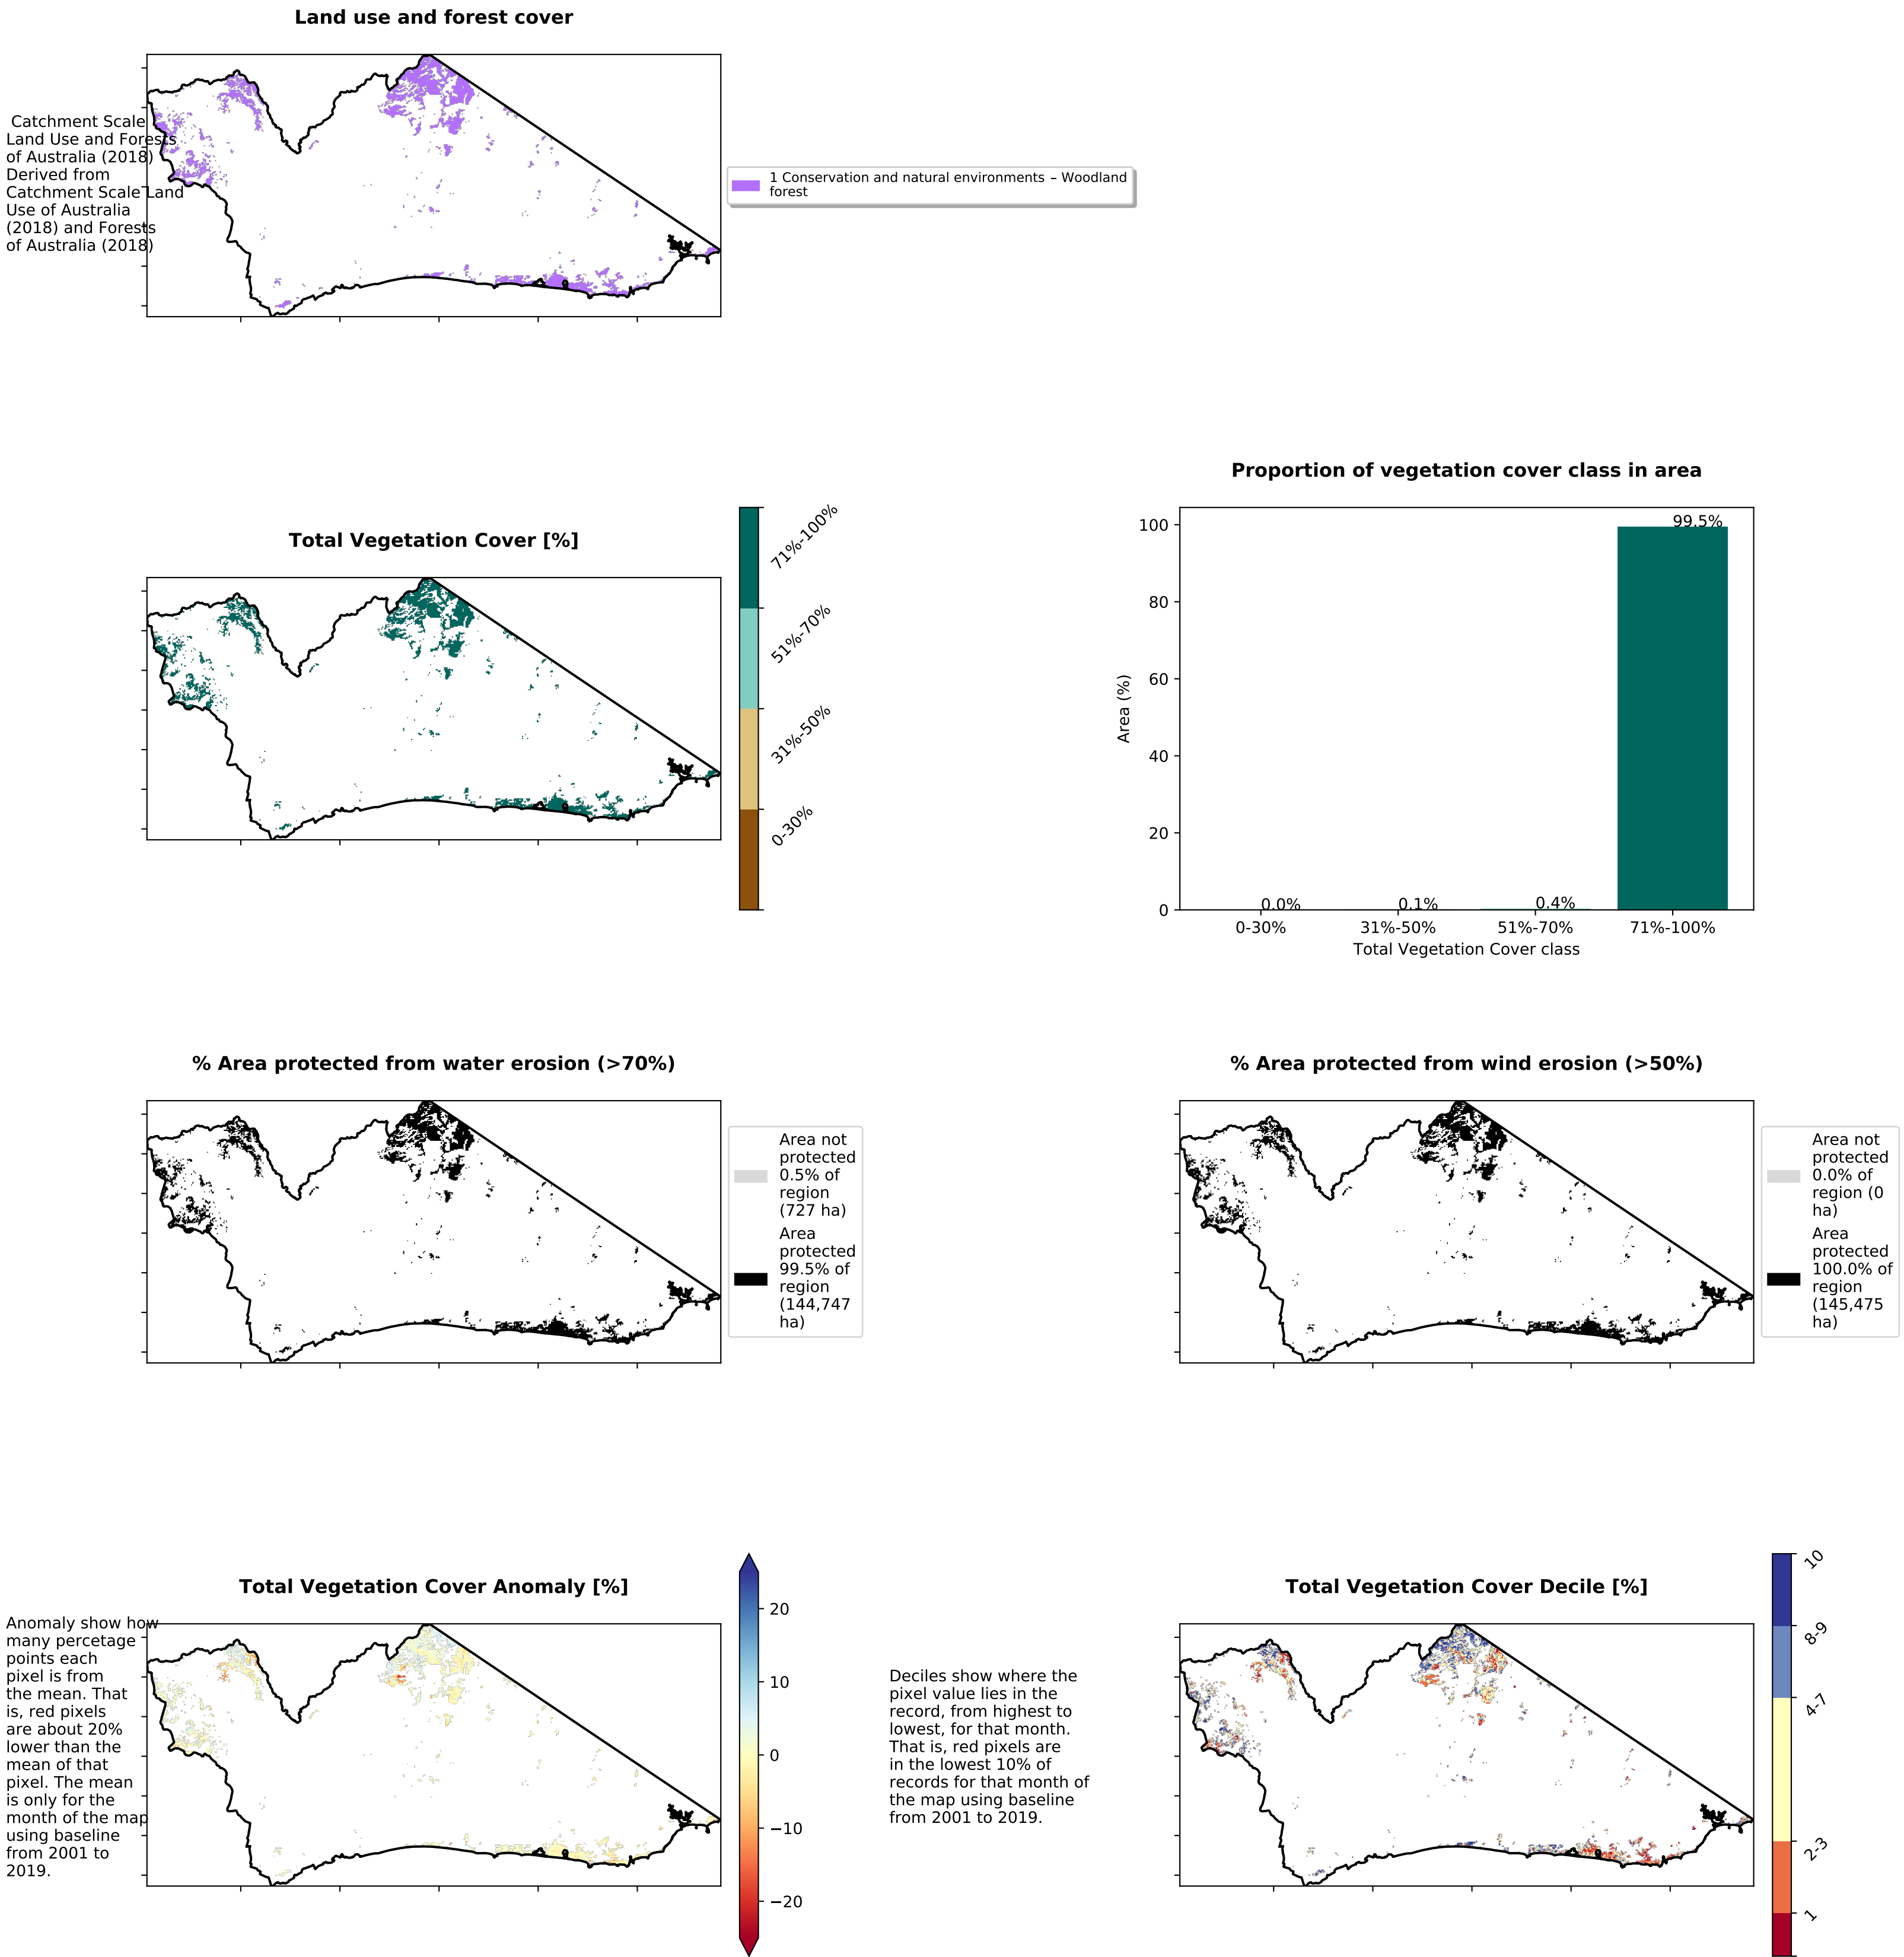 Land use and forest cover
Catchment Scale
Land Use and Forests
of Australia (2018)
Derived from
Catchment Scale Land
Use of Australia
(2018) and Forests
of Australia (2018)
1 Conservation and natural environments – Woodland
forest
Total Vegetation Cover [%]
71%-100%
51%-70%
31%-50%
0-30%
Proportion of vegetation cover class in area
Area (%)
100
80
60
40
20
0
0.0%
0.1%
0.4%
99.5%
0-30%
31%-50%
51%-70%
71%-100%
Total Vegetation Cover class
% Area protected from water erosion (>70%)
Area not
protected
0.5% of
region
(727 ha)
Area
protected
99.5% of
region
(144,747
ha)
% Area protected from wind erosion (>50%)
Area not
protected
0.0% of
region (0
ha)
Area
protected
100.0% of
region
(145,475
ha)
Total Vegetation Cover Anomaly [%]
Anomaly show how
many percetage
points each
pixel is from
the mean. That
is, red pixels
are about 20%
lower than the
mean of that
pixel. The mean
is only for the
month of the map
using baseline
from 2001 to
2019.
20
10
0
−10
−20
Deciles show where the
pixel value lies in the
record, from highest to
lowest, for that month.
That is, red pixels are
in the lowest 10% of
records for that month of
the map using baseline
from 2001 to 2019.
Total Vegetation Cover Decile [%]
10
8-9
4-7
2-3
1